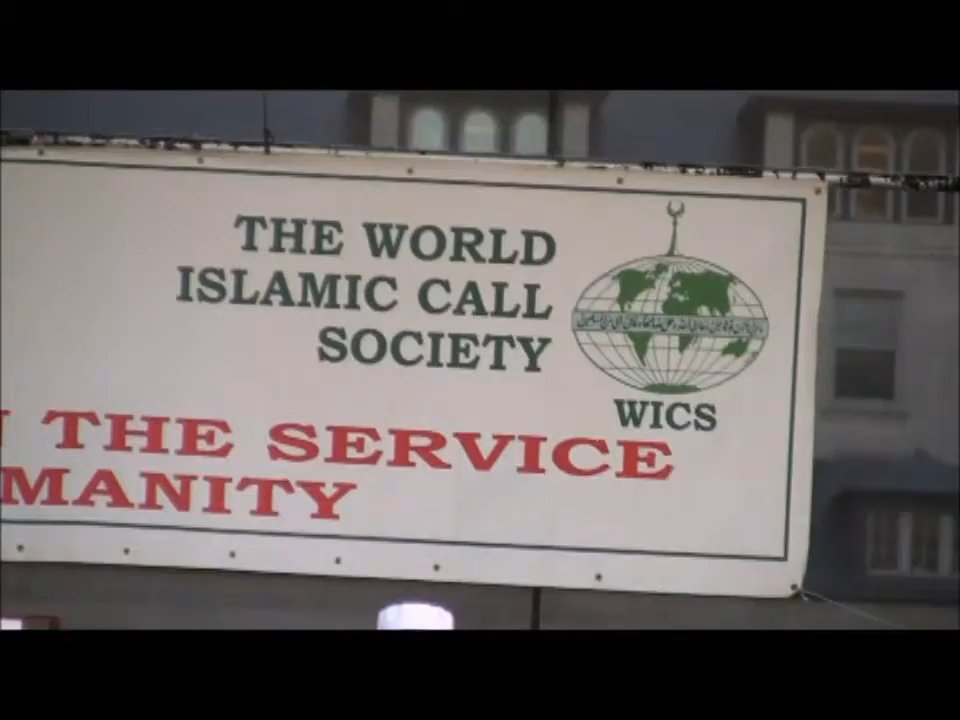 THE WORLD
ISLAMIC CALL
SOCIETY
WICS
THE SERVICE
MANITY